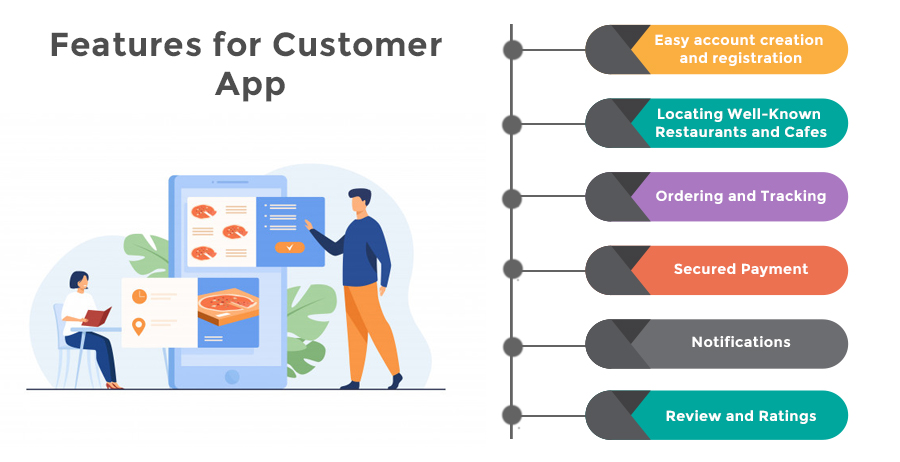 Features for Customer
App
Easy account creation
and registration
Locating Well-Known
Restaurants and Cafes
Ordering and Tracking
Secured Payment
Notifications
Review and Ratings